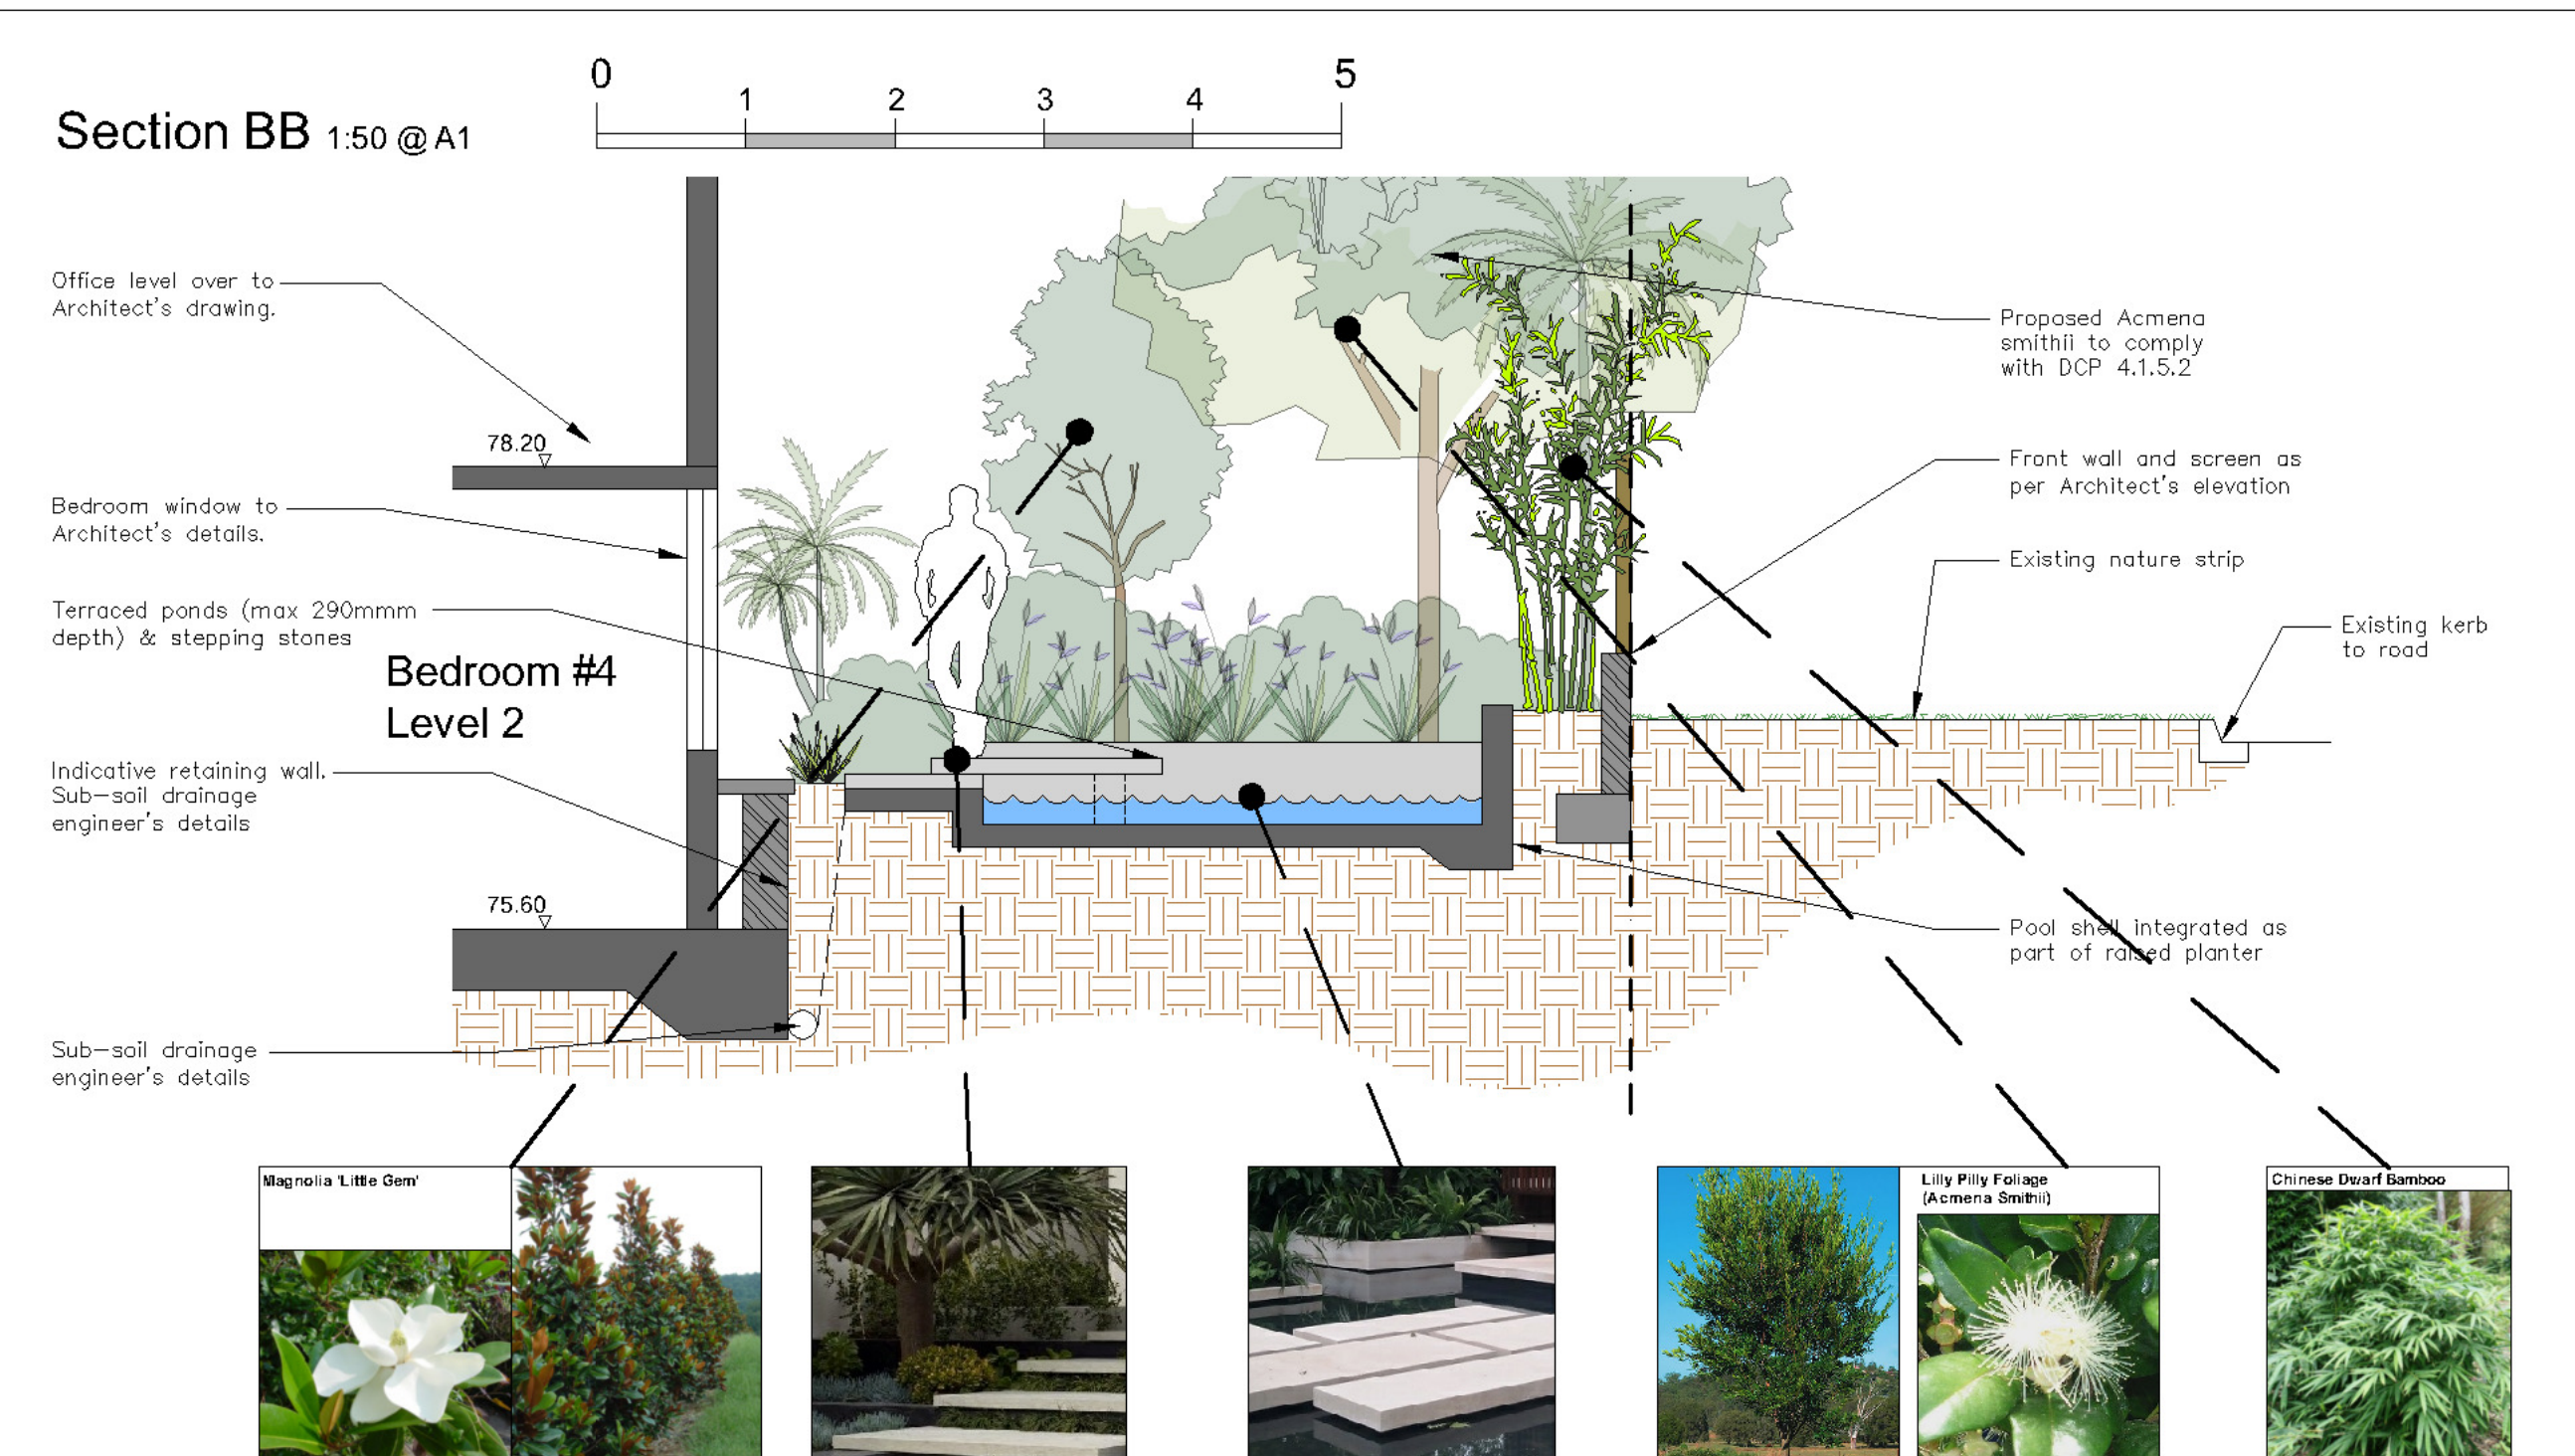 0
5
1
2
3
4
Section BB 1:50 @ A1
Office level over to
Architect's drawing.
78.20
Bedroom window to
Architect's details.
Terraced ponds (max 290mmm
depth) & stepping stones
Bedroom #4
Level 2
Indicative retaining wall.
Sub-soil drainage
engineer's details
75.60
Sub-soil drainage
engineer's details
Proposed Acmena
smithii to comply
with DCP 4.1.5.2
Front wall and screen as
per Architect's elevation
Existing nature strip
Existing kerb
to road
Pool shell integrated as
part of raised planter
Magnolia 'Little Gem'
Lilly Pilly Foliage
(Acmena Smithii)
Chinese Dwarf Bamboo